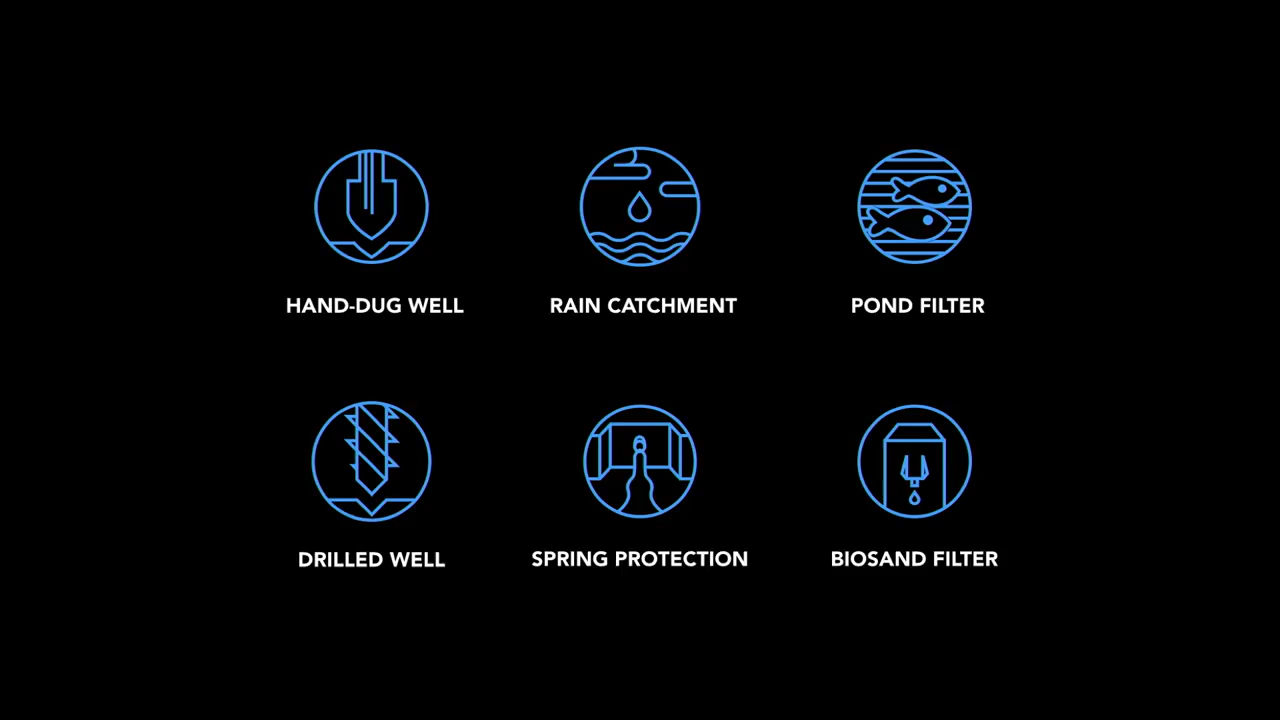 HAND-DUG WELL
RAIN CATCHMENT
POND FILTER
DRILLED WELL
SPRING PROTECTION
BIOSAND FILTER